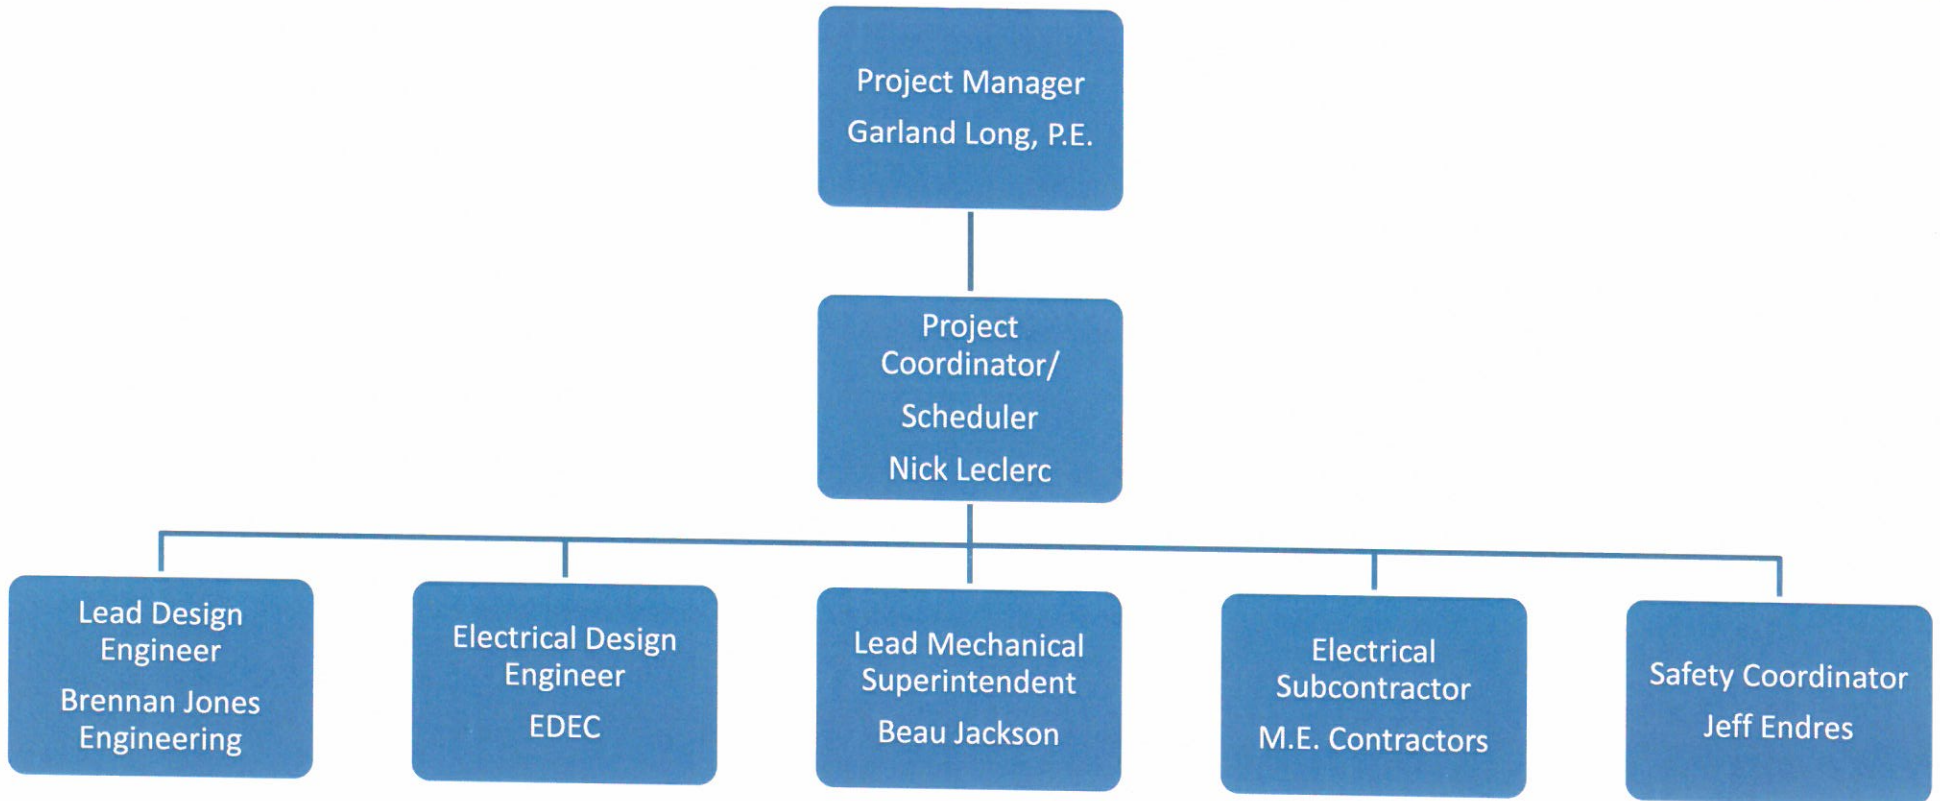 Project Manager
Garland Long, P.E.
Project
Coordinator/
Scheduler
Nick Leclerc
Lead Design
Engineer
Brennan Jones
Engineering
Electrical Design
Engineer
EDEC
Lead Mechanical
Superintendent
Beau Jackson
Electrical
Subcontractor
M.E. Contractors
Safety Coordinator
Jeff Endres